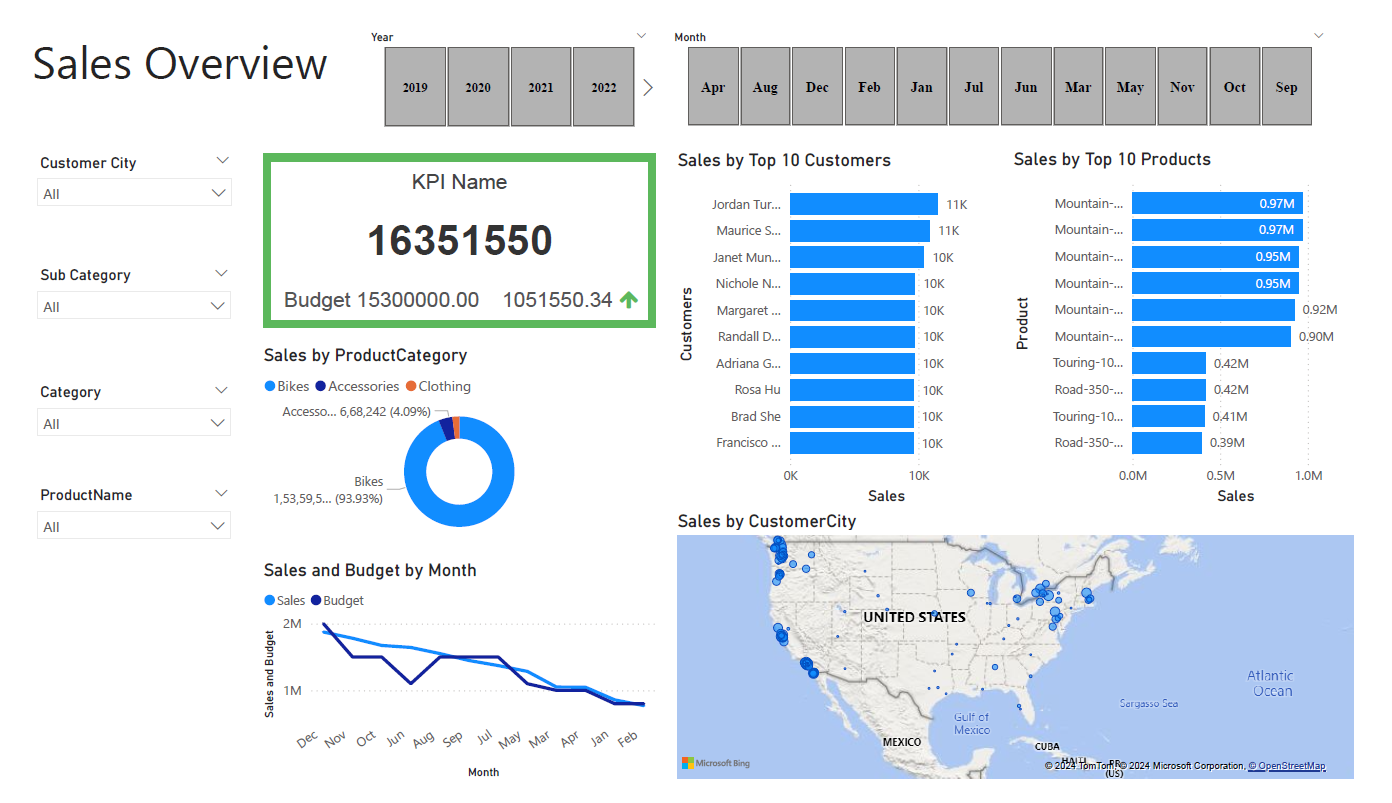 Sales Overview
Year
2019 2020 2021 2022
Month
Apr Aug Dec Feb Jan Jul Jun Mar May Nov Oct Sep
Customer City
All
Sub Category
All
Category
All
ProductName
All
KPI Name
16351550
Budget 15300000.00 1051550.34
Sales by ProductCategory
Bikes Accessories Clothing
Accesso... 6,68,242 (4.09%)
Bikes
1,53,59,5... (93.93%)
Sales and Budget by Month
Sales Budget
Sales and Budget
2M
1M
Dec Nov Oct Jun Aug Sep Jul May Mar Apr Jan Feb
Month
Sales by Top 10 Customers
Customers
Jordan Tur... 11K
Maurice S... 11K
Janet Mun... 10K
Nichole N... 10K
Margaret ... 10K
Randall D... 10K
Adriana G... 10K
Rosa Hu 10K
Brad She 10K
Francisco ... 10K
0K 10K
Sales
Sales by Top 10 Products
Product
Mountain-... 0.97M
Mountain-... 0.97M
Mountain-... 0.95M
Mountain-... 0.95M
Mountain-... 0.92M
Mountain-... 0.90M
Touring-10... 0.42M
Road-350-... 0.42M
Touring-10... 0.41M
Road-350-... 0.39M
0.0M 0.5M 1.0M
Sales
Sales by CustomerCity
UNITED STATES
Atlantic
Ocean
Sargasso Sea
Gulf of
Mexico
MEXICO
CUBA
HAITI
PR
(US)
Microsoft Bing
© 2024 TomTom, © 2024 Microsoft Corporation, © OpenStreetMap